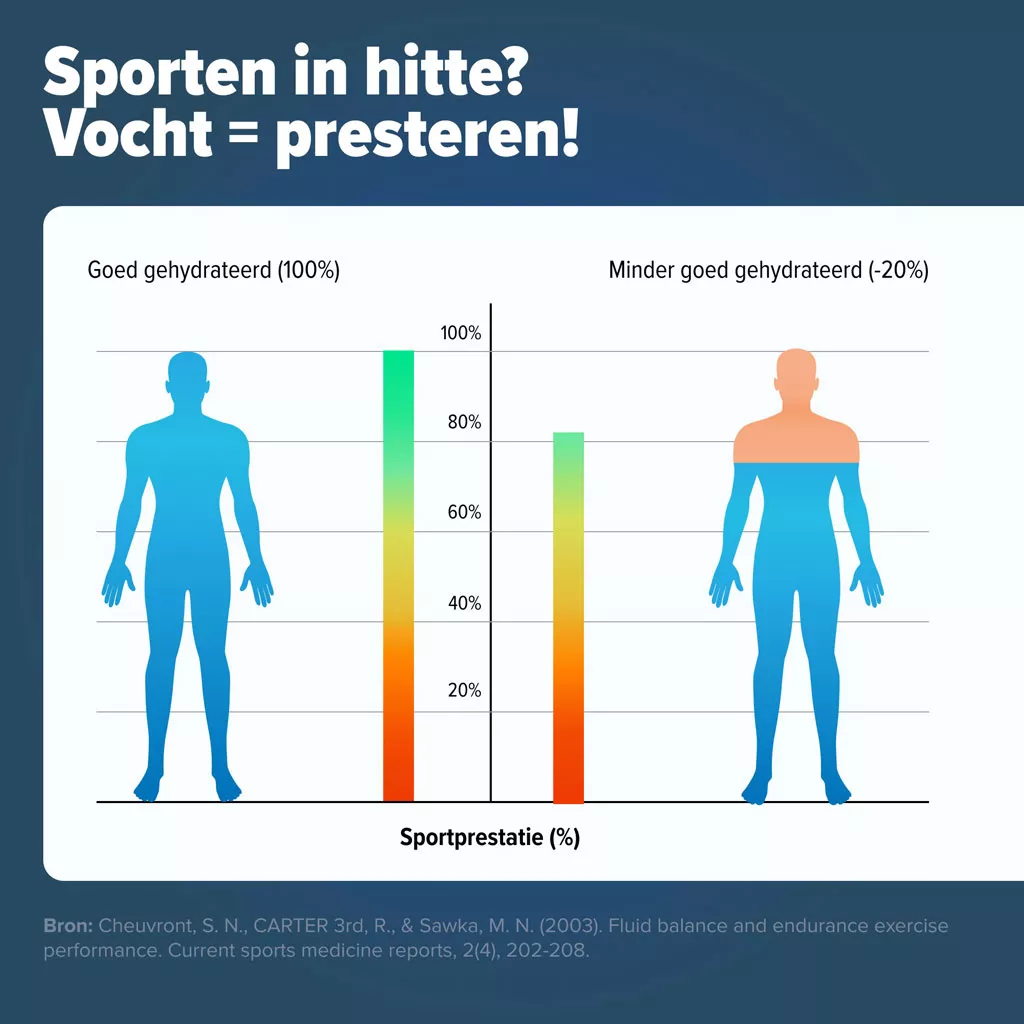 Sporten in hitte?
Vocht = presteren!
Goed gehydrateerd (100%)
Minder goed gehydrateerd (-20%)
100%
80%
60%
40%
20%
Sportprestatie (%)
Bron: Cheuvront, S. N., CARTER 3rd, R., & Sawka, M. N. (2003). Fluid balance and endurance exercise
performance. Current sports medicine reports, 2(4), 202-208.